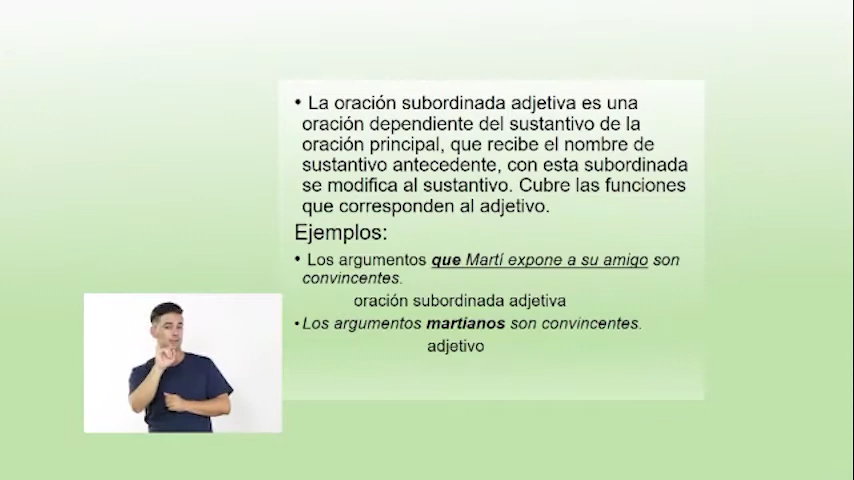 • La oración subordinada adjetiva es una
oración dependiente del sustantivo de la
oración principal, que recibe el nombre de
sustantivo antecedente, con esta subordinada
se modifica al sustantivo. Cubre las funciones
que corresponden al adjetivo.
Ejemplos:
• Los argumentos que Martí expone a su amigo son
convincentes.
oración subordinada adjetiva
• Los argumentos martianos son convincentes.
adjetivo